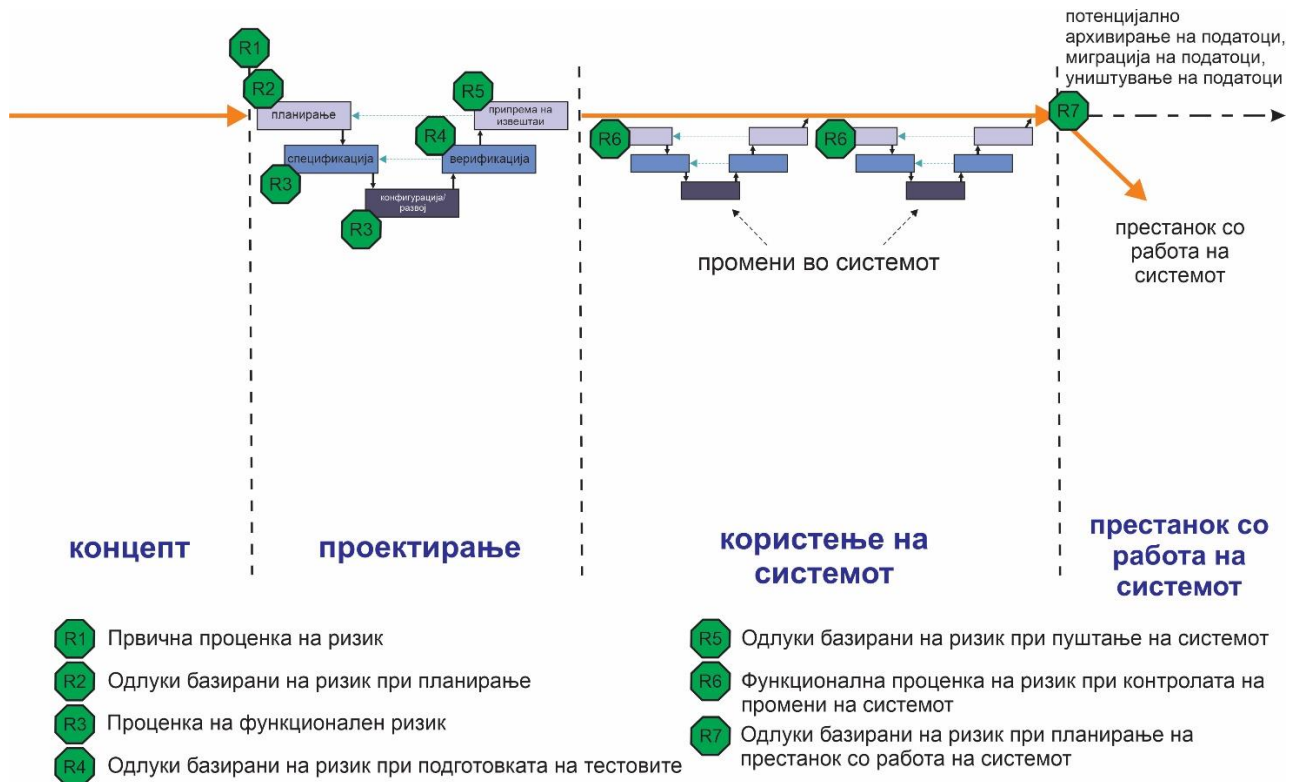 потенцијално
архивирање на податоци,
миграција на податоци,
уништување на податоци
R1
R2
планирање
R5
припрема на
извештаи
R4
спецификација
верификација
R3
конфигурација/
развој
R3
R6
R6
R7
промени во системот
престанок со
работа на
системот
концепт
проектирање
користење на
системот
престанок со
работа на
системот
R1 Првична проценка на ризик
R2 Одлуки базирани на ризик при планирање
R3 Проценка на функционален ризик
R4 Одлуки базирани на ризик при подготовката на тестовите
R5 Одлуки базирани на ризик при пуштање на системот
R6 Функционална проценка на ризик при контролата на
промени на системот
R7 Одлуки базирани на ризик при планирање на
престанок со работа на системот